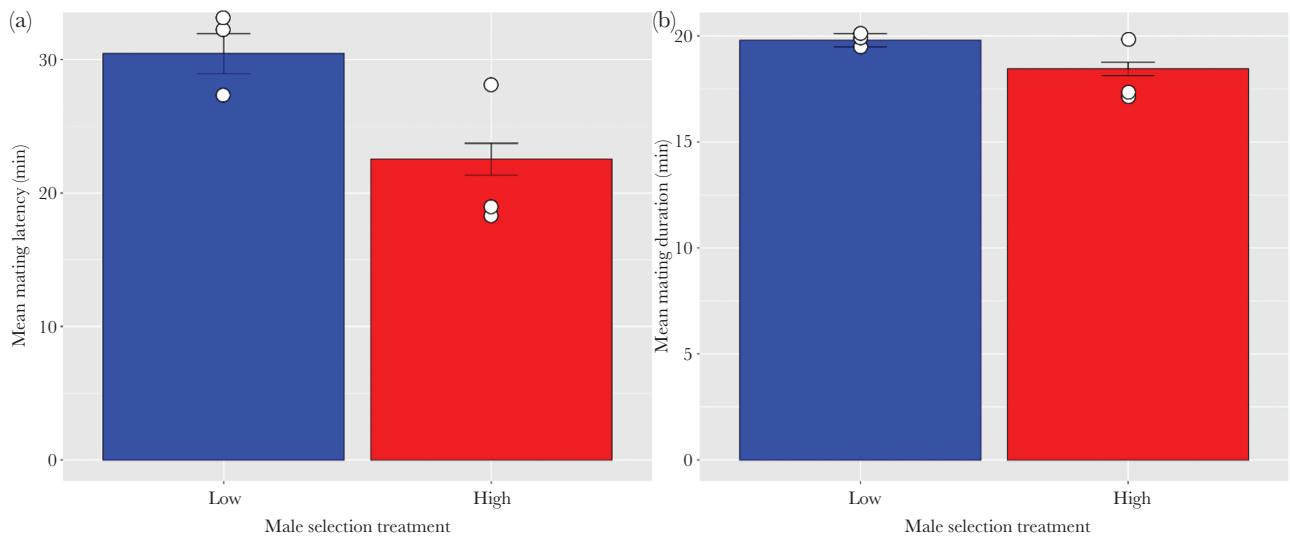 (a)
Mean mating latency (min)
30
20
10
0
Low
High
Male selection treatment
(b)
Mean mating duration (min)
20
15
10
5
0
Low
High
Male selection treatment